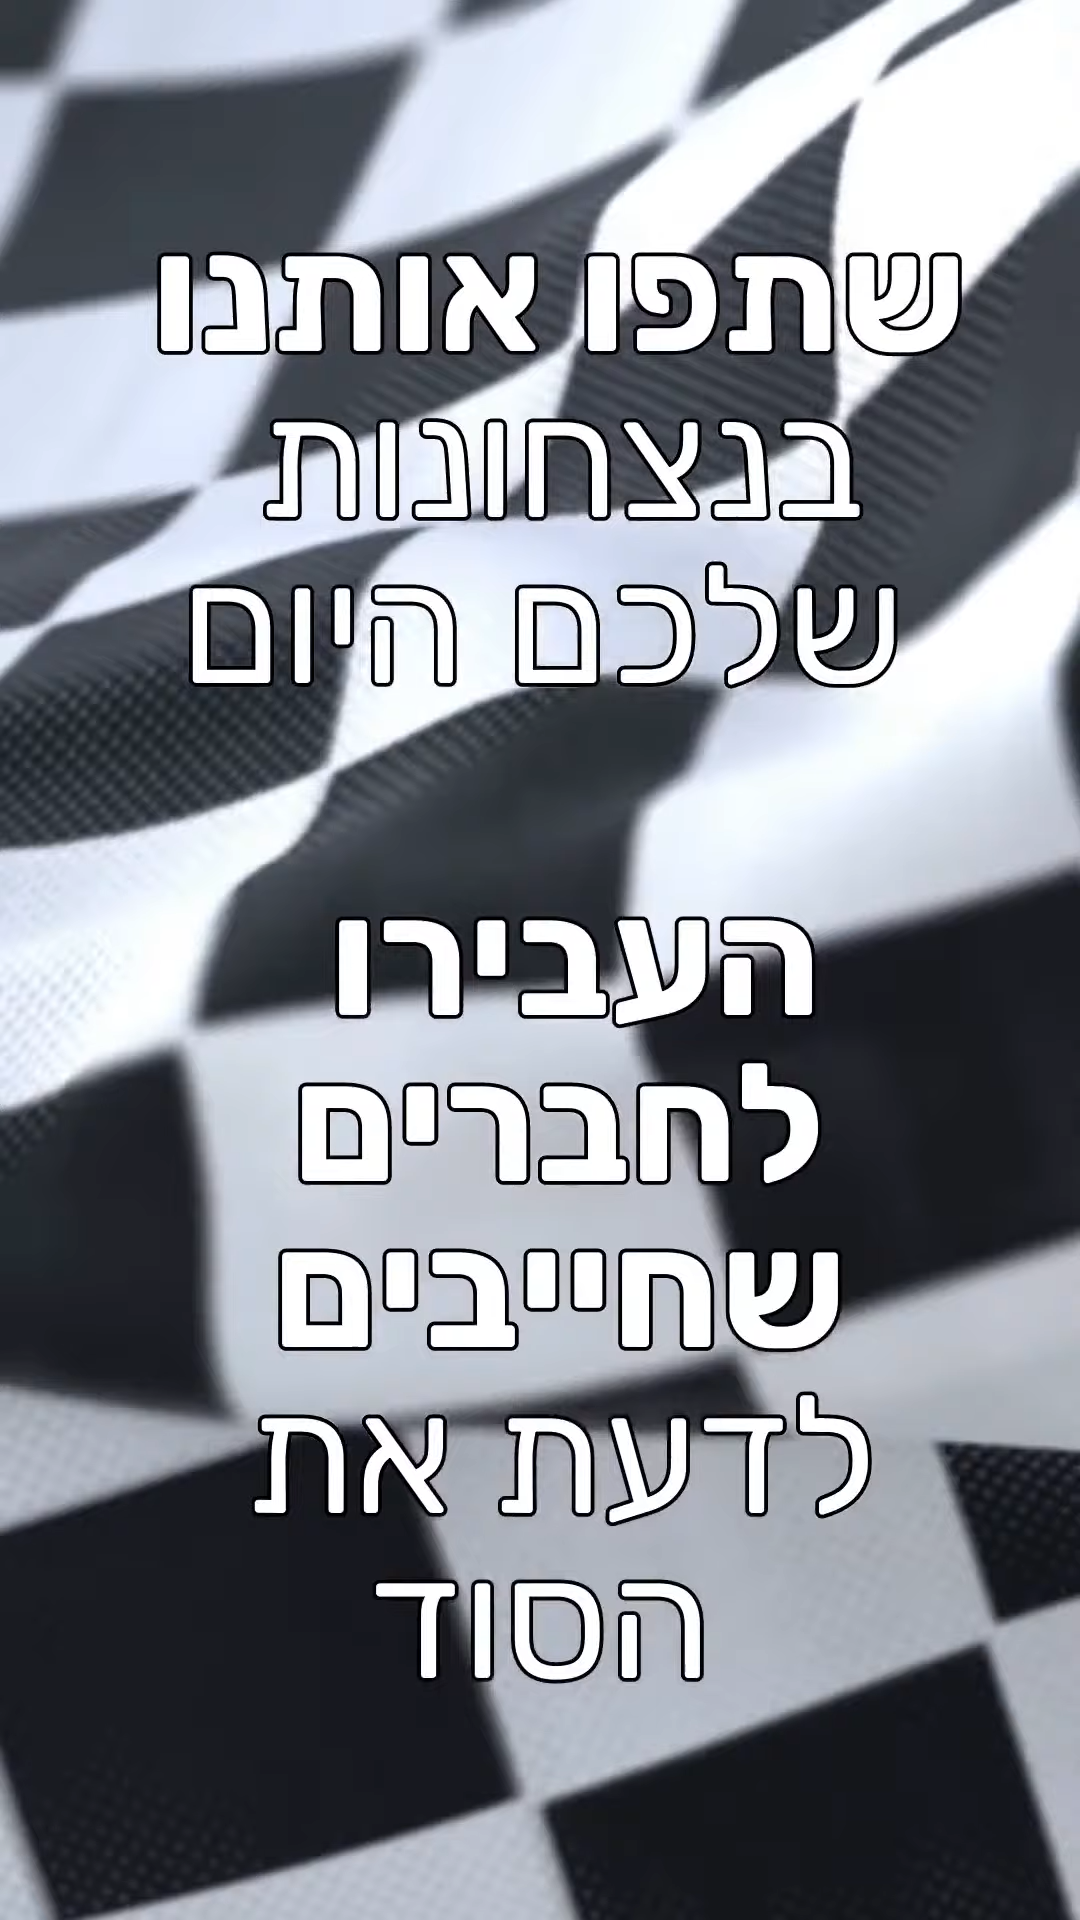 שתפו אותנו
בנצחונות
שלכם היום
העבירו
לחברים
שחייבים
לדעת את
הסוד